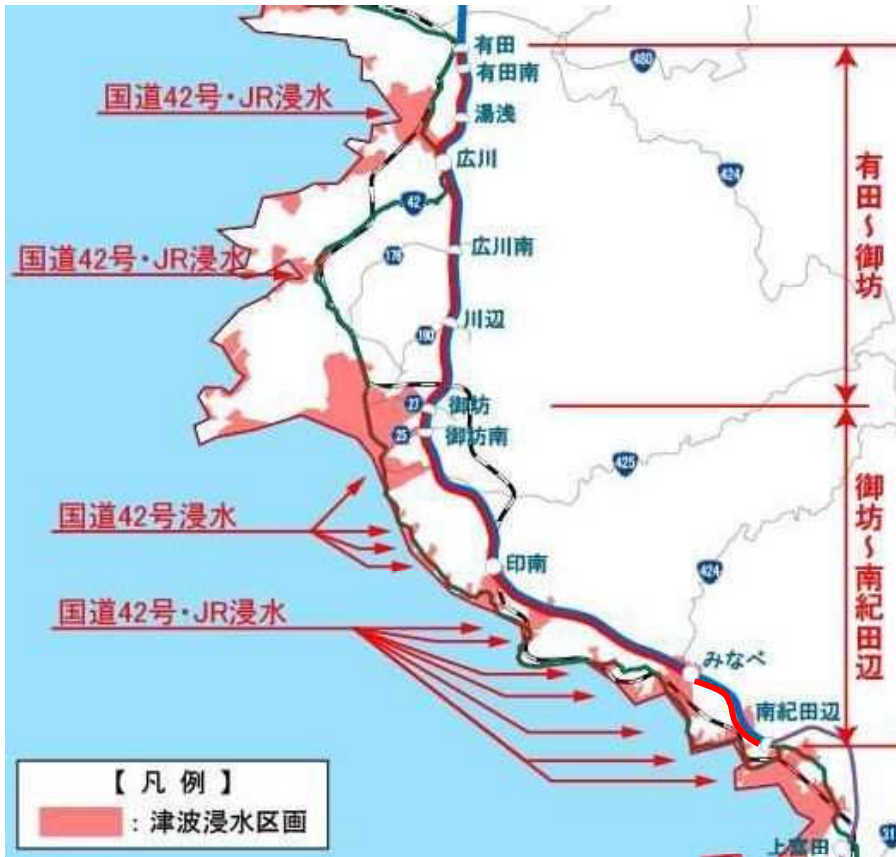 有田
480
有田南
国道42号・JR浸水
湯浅
広川
424
42
有田～御坊
国道42号・JR浸水
176
広川南
190
川辺
27
御坊
25
御坊南
425
国道42号浸水
印南
424
御坊～南紀田辺
国道42号・JR浸水
みなべ
南紀田辺
【 凡 例 】
：津波浸水区画
上富田